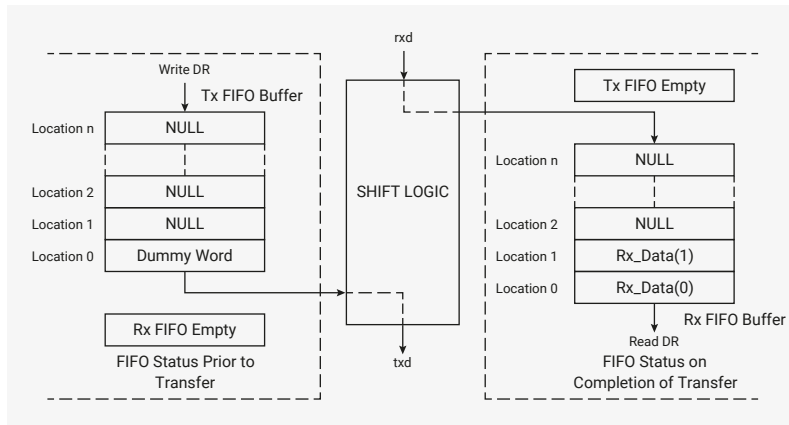 rxd
Write DR
Tx FIFO Buffer
Location n
NULL
Location 2
NULL
Location 1
NULL
Location 0
Dummy Word
Rx FIFO Empty
FIFO Status Prior to
Transfer
SHIFT LOGIC
txd
Tx FIFO Empty
Location n
NULL
Location 2
NULL
Location 1
Rx_Data(1)
Location 0
Rx_Data(0)
Rx FIFO Buffer
Read DR
FIFO Status on
Completion of Transfer